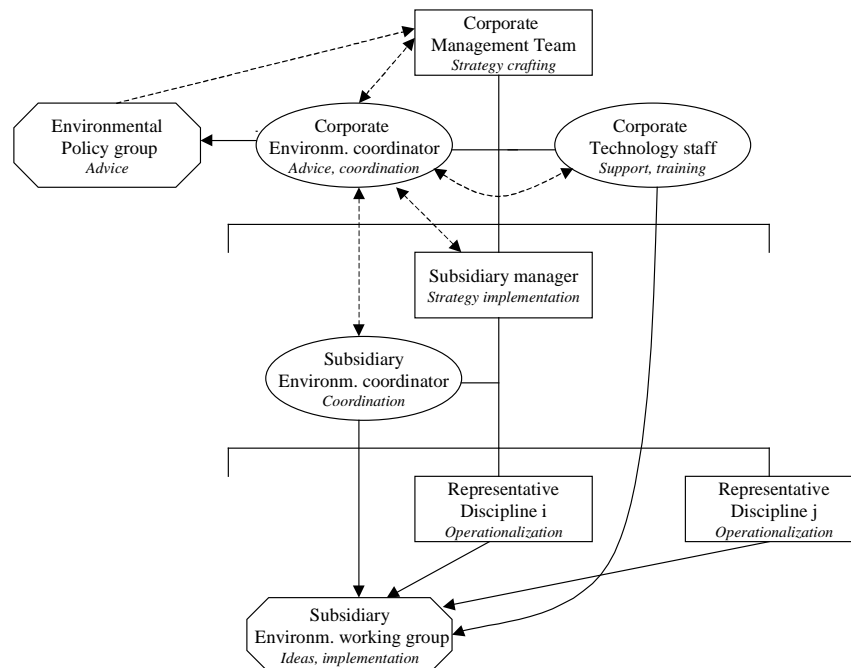 Corporate
Management Team
Strategy crafting
Environmental
Policy group
Advice
Corporate
Environm. coordinator
Advice, coordination
Corporate
Technology staff
Support, training
Subsidiary manager
Strategy implementation
Subsidiary
Environm. coordinator
Coordination
Representative
Discipline i
Operationalization
Representative
Discipline j
Operationalization
Subsidiary
Environm. working group
Ideas, implementation